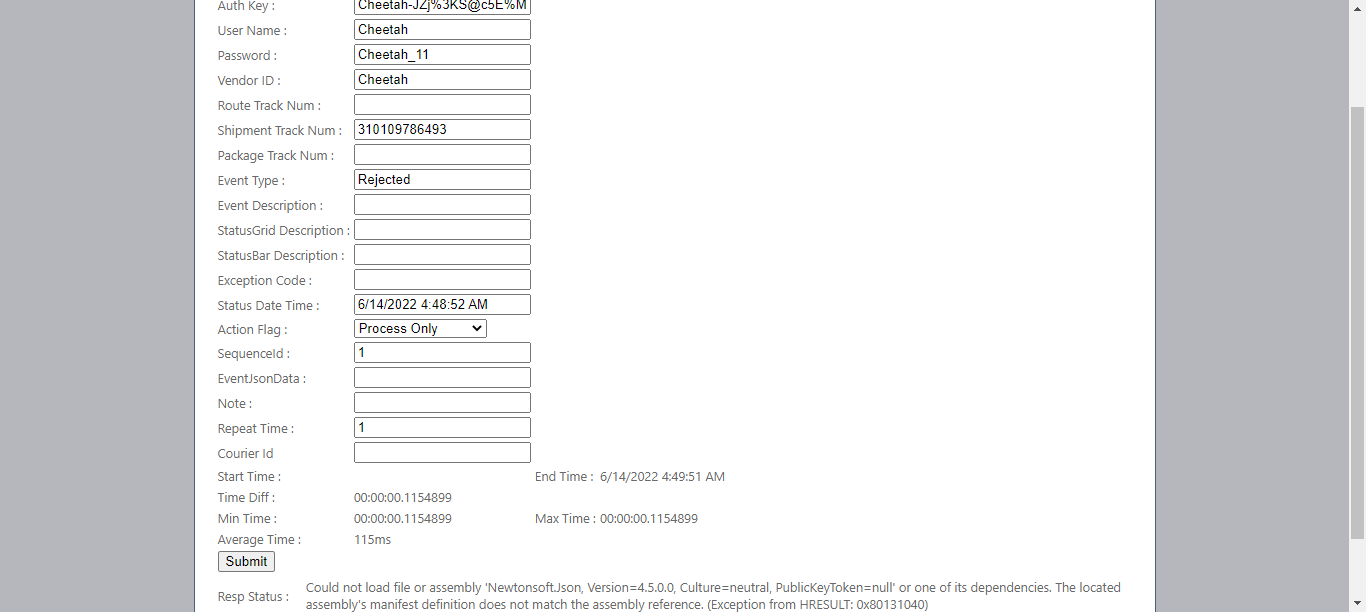 Auth Key : Cheetah-JZj%3KS@c5E%M
User Name : Cheetah
Password : Cheetah_11
Vendor ID : Cheetah
Route Track Num :
Shipment Track Num : 310109786493
Package Track Num :
Event Type : Rejected
Event Description :
StatusGrid Description :
StatusBar Description :
Exception Code :
Status Date Time : 6/14/2022 4:48:52 AM
Action Flag : Process Only
SequenceId : 1
EventJsonData :
Note :
Repeat Time : 1
Courier Id
Start Time : End Time : 6/14/2022 4:49:51 AM
Time Diff : 00:00:00.1154899
Min Time : 00:00:00.1154899 Max Time : 00:00:00.1154899
Average Time : 115ms
Submit
Resp Status : Could not load file or assembly 'Newtonsoft.Json, Version=4.5.0.0, Culture=neutral, PublicKeyToken=null' or one of its dependencies. The located
assembly's manifest definition does not match the assembly reference. (Exception from HRESULT: 0x80131040)